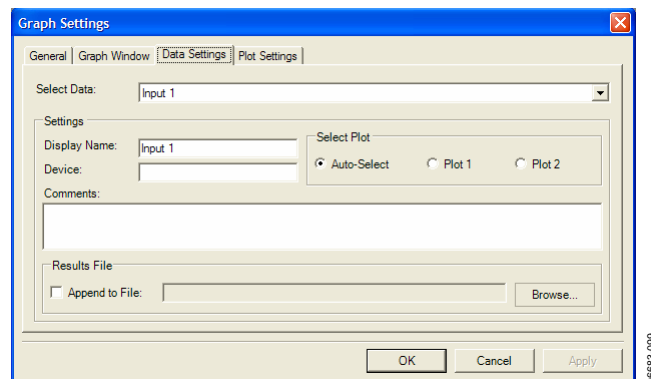 Graph Settings
General Graph Window Data Settings Plot Settings
Select Data: Input 1
Settings
Display Name: Input 1
Device:
Select Plot
Auto-Select Plot 1 Plot 2
Comments:
Results File
Append to File: Browse...
OK Cancel Apply